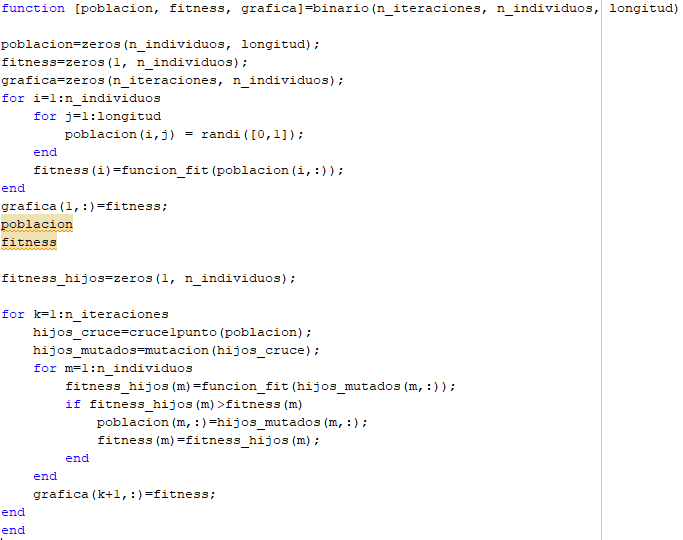 function [poblacion, fitness, grafica]=binario(n_iteraciones, n_individuos, longitud)
poblacion=zeros(n_individuos, longitud);
fitness=zeros(1, n_individuos);
grafica=zeros(n_iteraciones, n_individuos);
for i=1:n_individuos
    for j=1:longitud
        poblacion(i,j) = randi([0,1]);
    end
    fitness(i)=funcion_fit(poblacion(i,:));
end
grafica(1,:)=fitness;
poblacion
fitness
fitness_hijos=zeros(1, n_individuos);
for k=1:n_iteraciones
    hijos_cruce=cruce1punto(poblacion);
    hijos_mutados=mutacion(hijos_cruce);
    for m=1:n_individuos
        fitness_hijos(m)=funcion_fit(hijos_mutados(m,:));
        if fitness_hijos(m)>fitness(m)
            poblacion(m,:)=hijos_mutados(m,:);
            fitness(m)=fitness_hijos(m);
        end
    end
    grafica(k+1,:)=fitness;
end
end